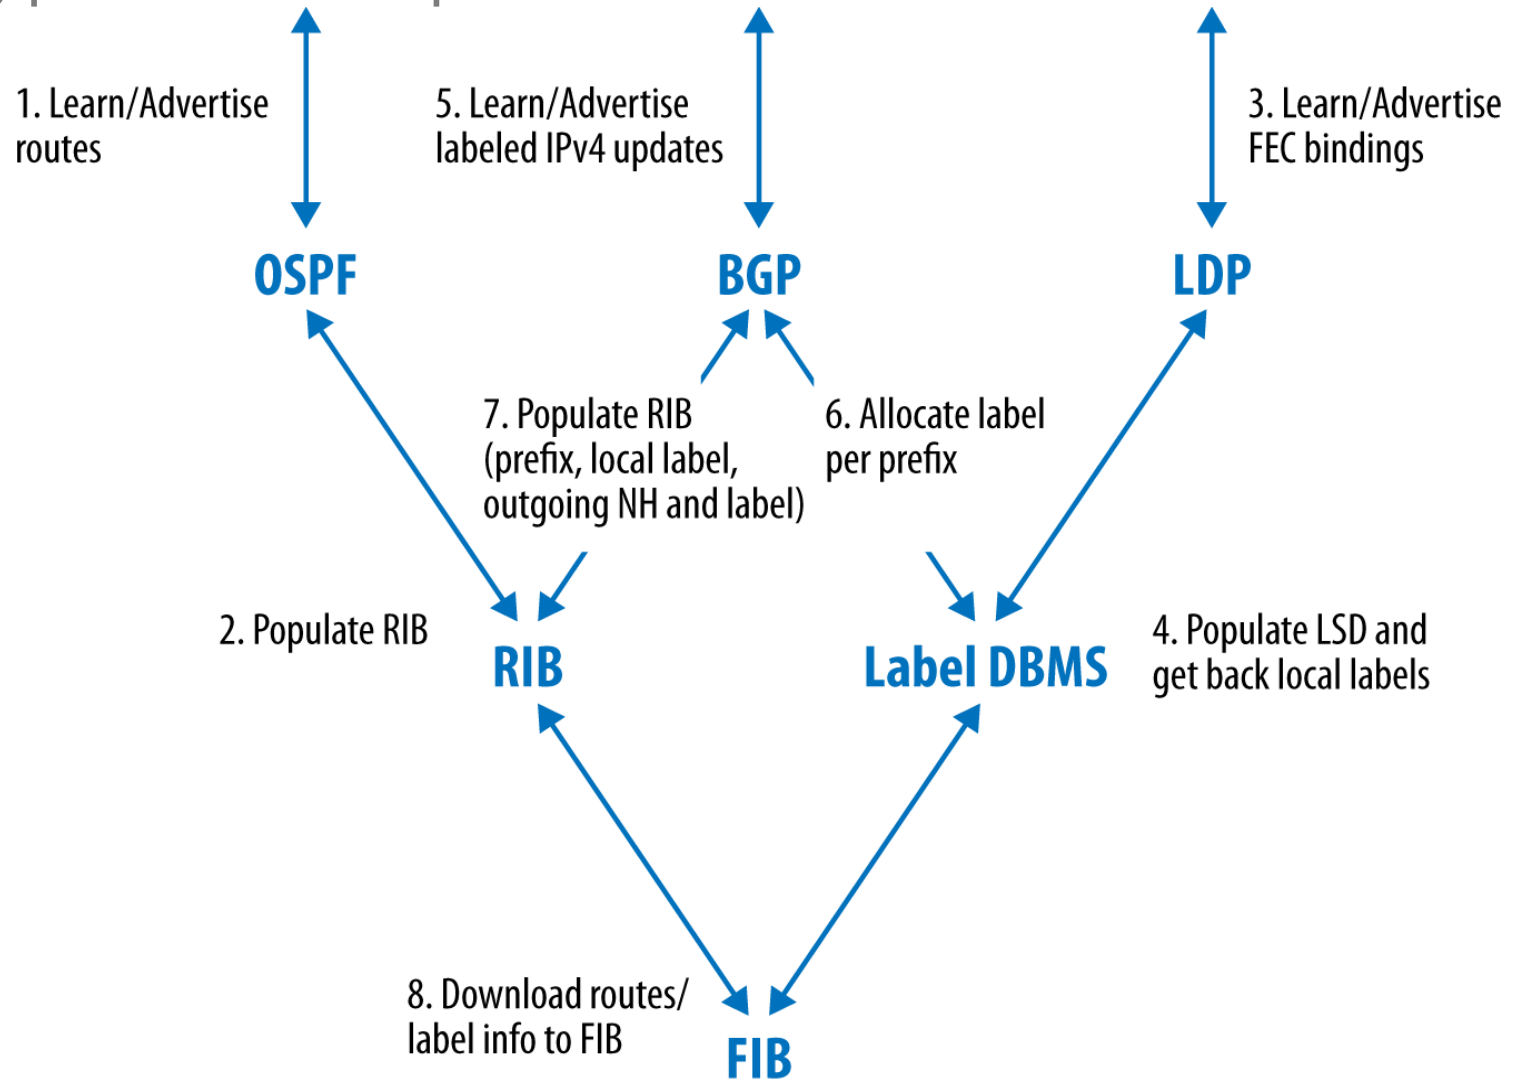 1. Learn/Advertise
routes
5. Learn/Advertise
labeled IPv4 updates
3. Learn/Advertise
FEC bindings
OSPF
BGP
LDP
7. Populate RIB
(prefix, local label,
outgoing NH and label)
6. Allocate label
per prefix
2. Populate RIB
RIB
Label DBMS
4. Populate LSD and
get back local labels
8. Download routes/
label info to FIB
FIB